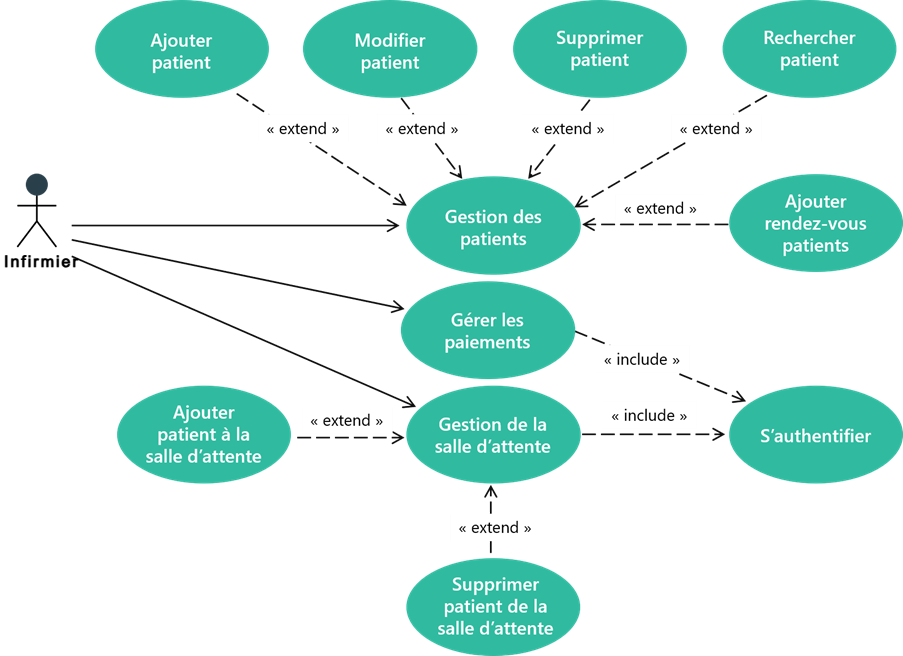 Ajouter
patient
Modifier
patient
Supprimer
patient
Rechercher
patient
« extend »
« extend »
« extend »
« extend »
Infirmier
Gestion des
patients
« extend »
Ajouter
rendez-vous
patients
Gérer les
paiements
« include »
Ajouter
patient à la
salle d’attente
« extend »
Gestion de la
salle d’attente
« include »
S’authentifier
« extend »
Supprimer
patient de la
salle d’attente